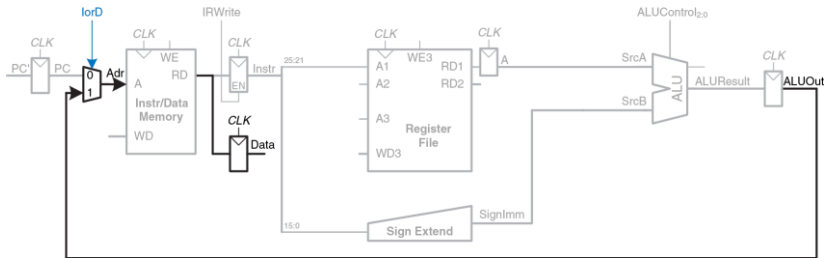 IorD
IRWrite
ALUControl2:0
CLK
CLK
CLK
CLK
CLK
CLK
PC'
PC
0
1
Adr
WE
A
RD
Instr/Data
Memory
WD
EN
Instr
25:21
A1
WE3
RD1
A
A2
RD2
A3
WD3
Register
File
SrcA
SrcB
ALU
ALUResult
ALUOut
CLK
Data
15:0
Sign Extend
SignImm